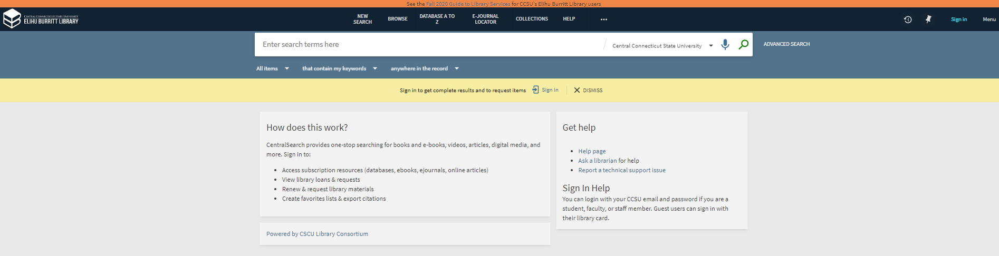 See the Fall 2020 Guide to Library Services for CCSU's Elihu Burritt Library users
CENTRAL CONNECTICUT STATE UNIVERSITY
ELIHU BURRITT LIBRARY
NEW SEARCH
BROWSE
DATABASE A TO Z
E-JOURNAL LOCATOR
COLLECTIONS
HELP
...
Sign in
Menu
Enter search terms here
Central Connecticut State University
ADVANCED SEARCH
All items
that contain my keywords
anywhere in the record
Sign in to get complete results and to request items
Sign in
DISMISS
How does this work?
CentralSearch provides one-stop searching for books and e-books, videos, articles, digital media, and
more. Sign in to:
• Access subscription resources (databases, ebooks, ejournals, online articles)
• View library loans & requests
• Renew & request library materials
• Create favorites lists & export citations
Powered by CSCU Library Consortium
Get help
• Help page
• Ask a librarian for help
• Report a technical support issue
Sign In Help
You can login with your CCSU email and password if you are a
student, faculty, or staff member. Guest users can sign in with
their library card.